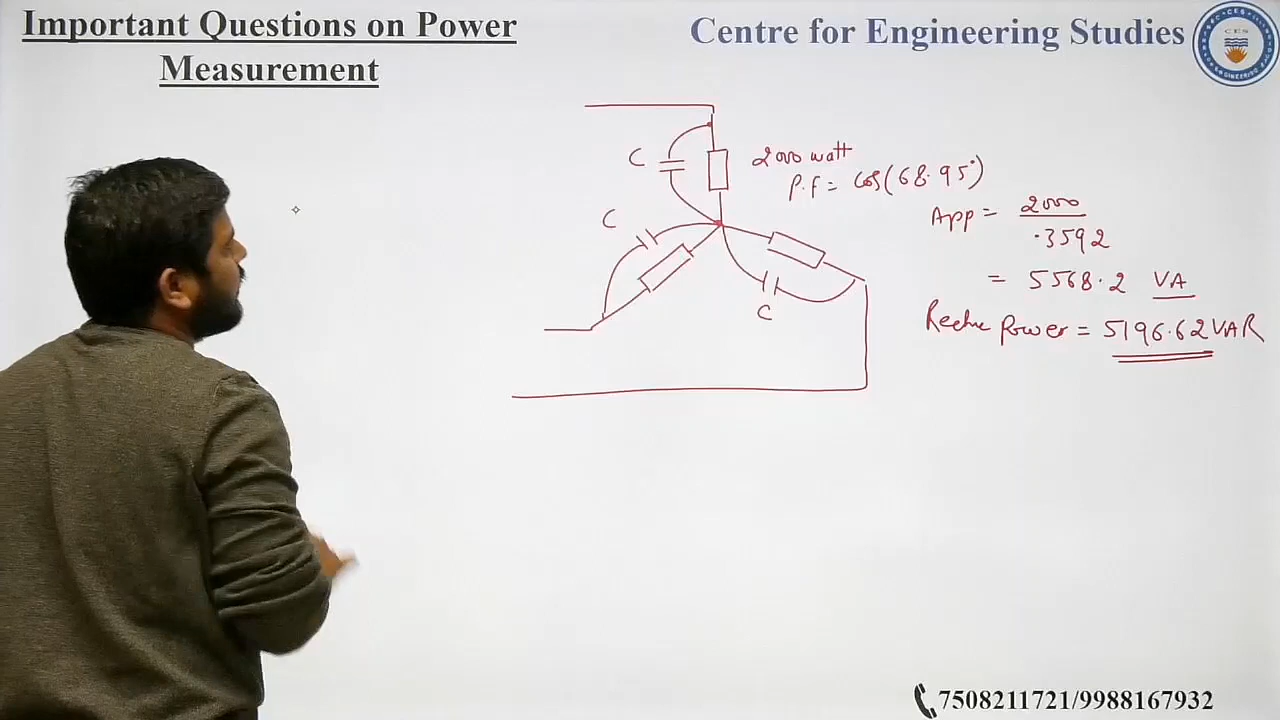 Important Questions on Power
Measurement
Centre for Engineering Studies
CES
C
2000 watt
P.f = cos(68.95°)
C
App = 2000
.3592
= 5568.2 VA
C
Power = 5196.62 VAR
7508211721/9988167932